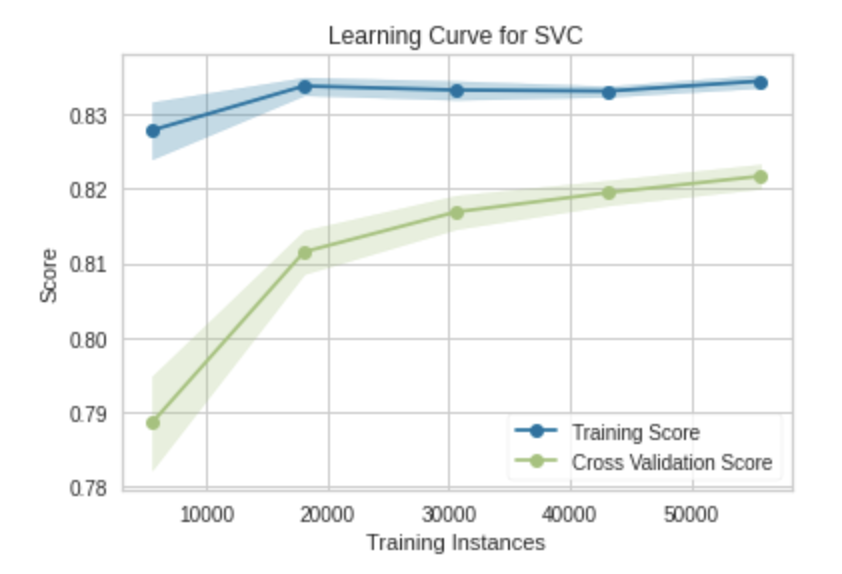 Learning Curve for SVC
Score
0.83
0.82
0.81
0.80
0.79
0.78
Training Score
Cross Validation Score
10000 20000 30000 40000 50000
Training Instances